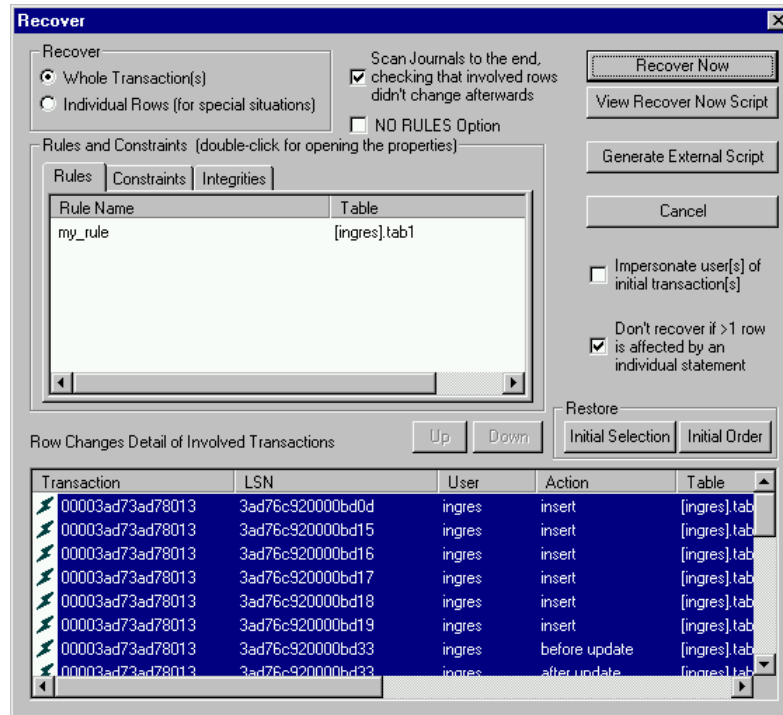 Recover
Recover
Whole Transaction(s)
Individual Rows (for special situations)
Scan Journals to the end,
checking that involved rows
didn't change afterwards
NO RULES Option
Recover Now
View Recover Now Script
Generate External Script
Cancel
Rules and Constraints (double-click for opening the properties)
Rules Constraints Integrities
Rule Name Table
my_rule [ingres].tab1
Impersonate user[s] of
initial transaction[s]
Don't recover if >1 row
is affected by an
individual statement
Restore
Initial Selection Initial Order
Row Changes Detail of Involved Transactions
Up Down
Transaction LSN User Action Table
00003ad73ad78013 3ad76c920000bd0d ingres insert [ingres].tab
00003ad73ad78013 3ad76c920000bd15 ingres insert [ingres].tab
00003ad73ad78013 3ad76c920000bd16 ingres insert [ingres].tab
00003ad73ad78013 3ad76c920000bd17 ingres insert [ingres].tab
00003ad73ad78013 3ad76c920000bd18 ingres insert [ingres].tab
00003ad73ad78013 3ad76c920000bd19 ingres insert [ingres].tab
00003ad73ad78013 3ad76c920000bd33 ingres before update [ingres].tab
00003ad73ad78013 3ad76c920000bd33 ingres after update [ingres].tab